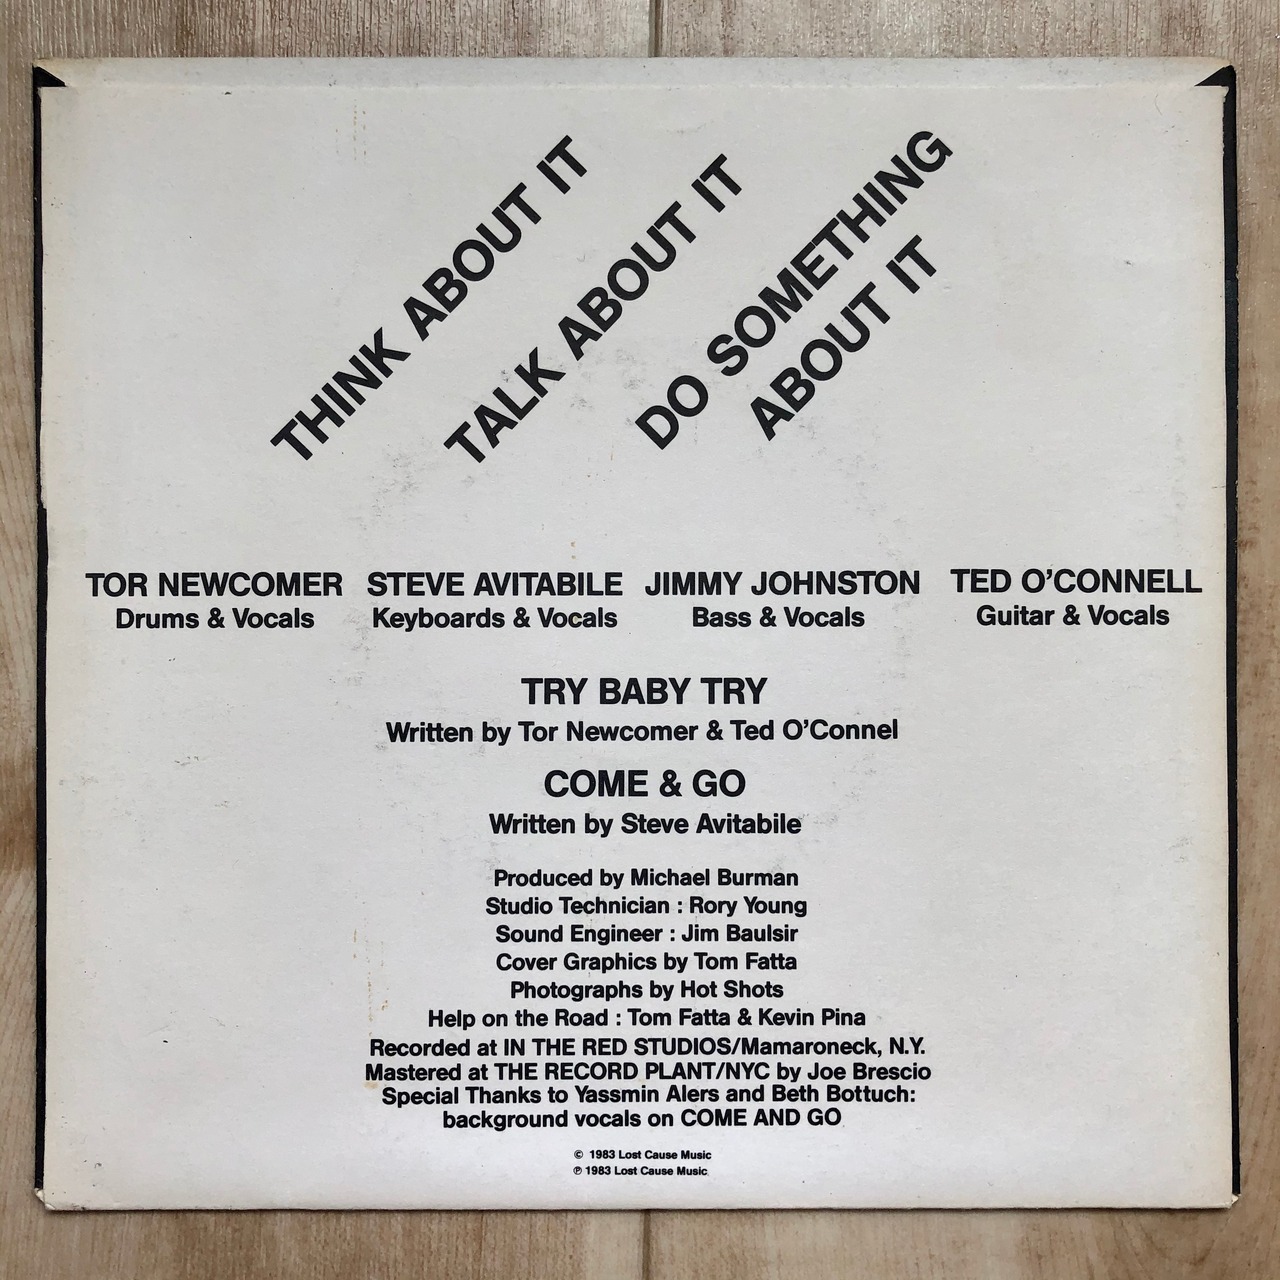 THINK ABOUT IT
TALK ABOUT IT
DO SOMETHING
ABOUT IT
TOR NEWCOMER
Drums & Vocals
STEVE AVITABILE
Keyboards & Vocals
JIMMY JOHNSTON
Bass & Vocals
TED O'CONNELL
Guitar & Vocals
TRY BABY TRY
Written by Tor Newcomer & Ted O'Connel
COME & GO
Written by Steve Avitabile
Produced by Michael Burman
Studio Technician : Rory Young
Sound Engineer : Jim Baulsir
Cover Graphics by Tom Fatta
Photographs by Hot Shots
Help on the Road : Tom Fatta & Kevin Pina
Recorded at IN THE RED STUDIOS/Mamaroneck, N.Y.
Mastered at THE RECORD PLANT/NYC by Joe Brescio
Special Thanks to Yassmin Alers and Beth Bottuch:
background vocals on COME AND GO
© 1983 Lost Cause Music
℗ 1983 Lost Cause Music